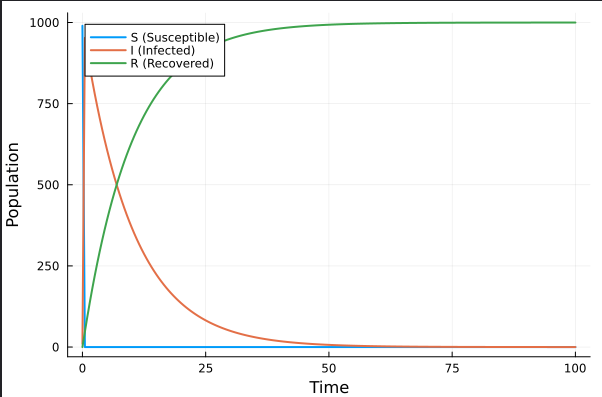 S (Susceptible)
I (Infected)
R (Recovered)
1000
750
500
250
0
Population
0 25 50 75 100
Time